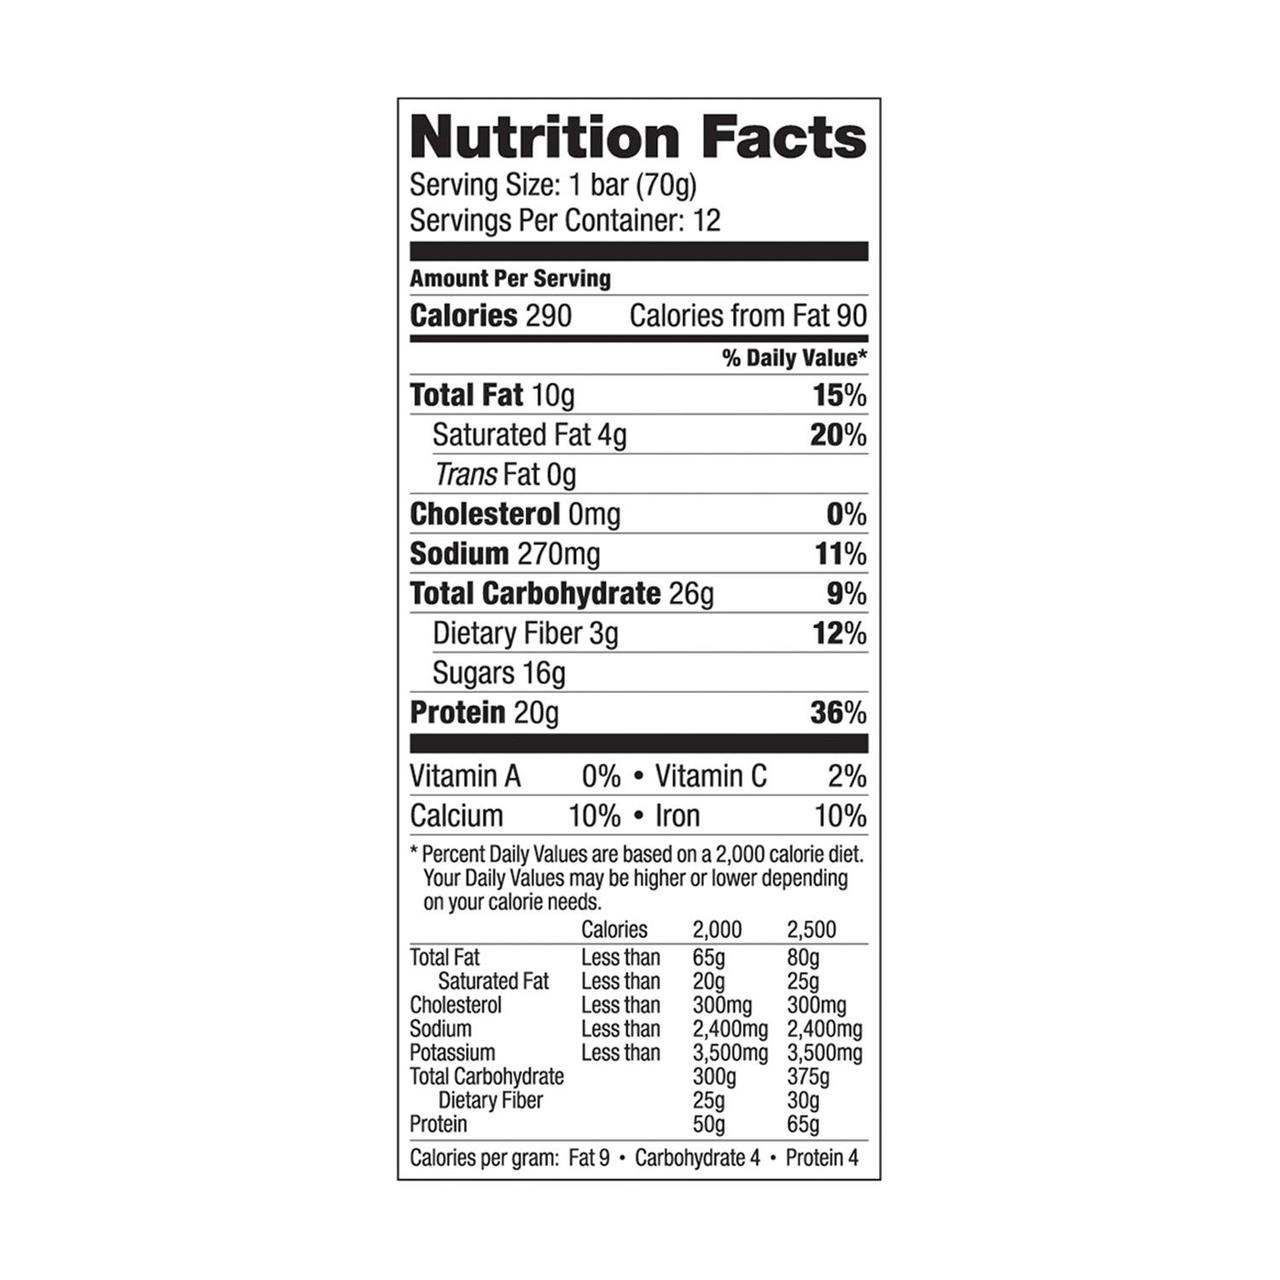 Nutrition Facts
Serving Size: 1 bar (70g)
Servings Per Container: 12
Amount Per Serving
Calories 290 Calories from Fat 90
% Daily Value*
Total Fat 10g 15%
Saturated Fat 4g 20%
Trans Fat 0g
Cholesterol 0mg 0%
Sodium 270mg 11%
Total Carbohydrate 26g 9%
Dietary Fiber 3g 12%
Sugars 16g
Protein 20g 36%
Vitamin A 0% • Vitamin C 2%
Calcium 10% • Iron 10%
* Percent Daily Values are based on a 2,000 calorie diet.
Your Daily Values may be higher or lower depending
on your calorie needs.
Calories 2,000 2,500
Total Fat Less than 65g 80g
Saturated Fat Less than 20g 25g
Cholesterol Less than 300mg 300mg
Sodium Less than 2,400mg 2,400mg
Potassium Less than 3,500mg 3,500mg
Total Carbohydrate 300g 375g
Dietary Fiber 25g 30g
Protein 50g 65g
Calories per gram: Fat 9 • Carbohydrate 4 • Protein 4